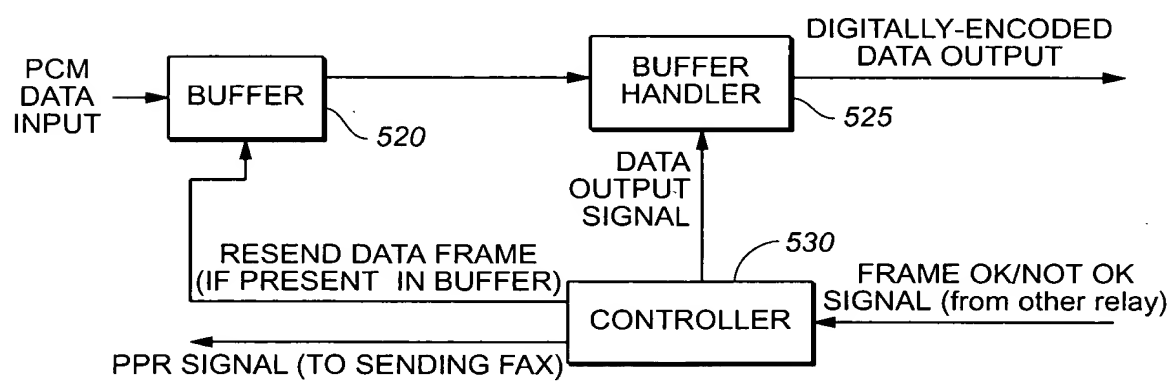 PCM
DATA
INPUT
BUFFER
520
BUFFER
HANDLER
525
DIGITALLY-ENCODED
DATA OUTPUT
DATA
OUTPUT
SIGNAL
RESEND DATA FRAME
(IF PRESENT IN BUFFER)
530
CONTROLLER
FRAME OK/NOT OK
SIGNAL (from other relay)
PPR SIGNAL (TO SENDING FAX)